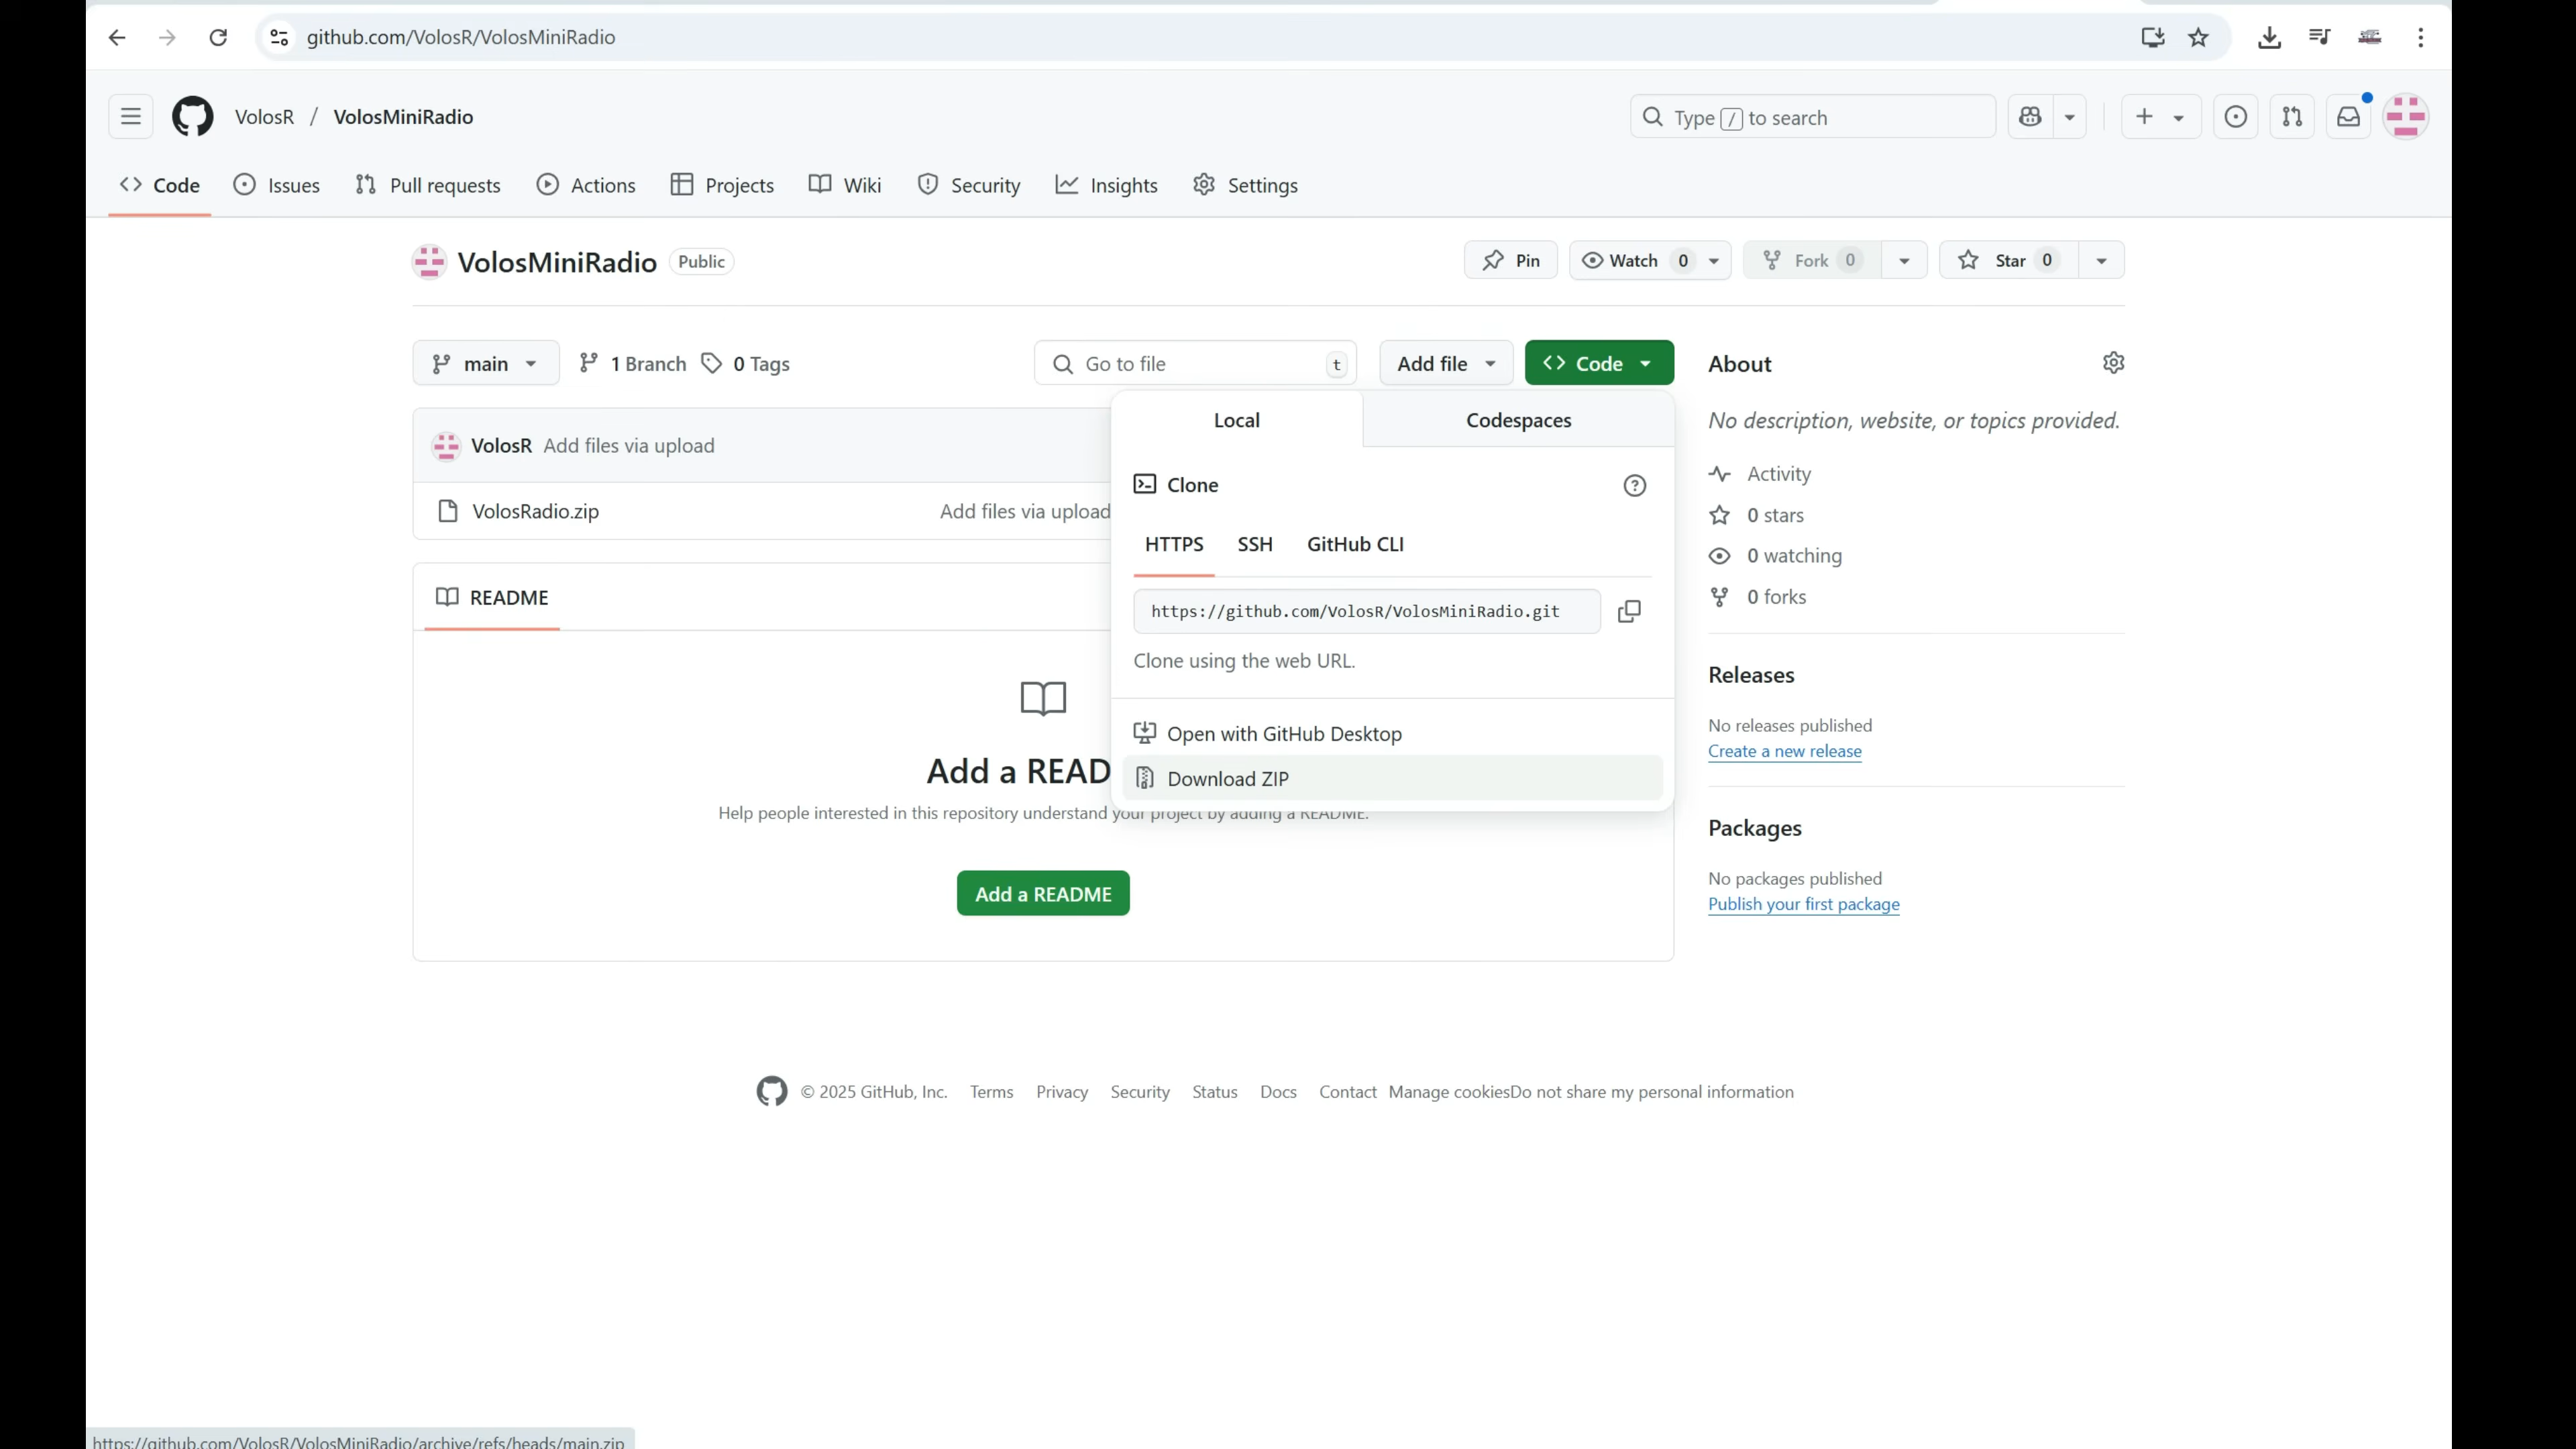 github.com/VolosR/VolosMiniRadio
VolosR / VolosMiniRadio
Type / to search
Code
Issues
Pull requests
Actions
Projects
Wiki
Security
Insights
Settings
VolosMiniRadio Public
Pin
Watch 0
Fork 0
Star 0
main
1 Branch
0 Tags
Go to file t
Add file
Code
About
Local
Codespaces
No description, website, or topics provided.
VolosR Add files via upload
Activity
Clone
VolosRadio.zip
Add files via upload
0 stars
HTTPS
SSH
GitHub CLI
0 watching
README
0 forks
https://github.com/VolosR/VolosMiniRadio.git
Clone using the web URL.
Releases
No releases published
Create a new release
Open with GitHub Desktop
Add a READ
Download ZIP
Help people interested in this repository understand your project by adding a README.
Packages
No packages published
Publish your first package
Add a README
© 2025 GitHub, Inc.
Terms
Privacy
Security
Status
Docs
Contact
Manage cookies
Do not share my personal information
https://github.com/VolosR/VolosMiniRadio/archive/refs/heads/main.zip